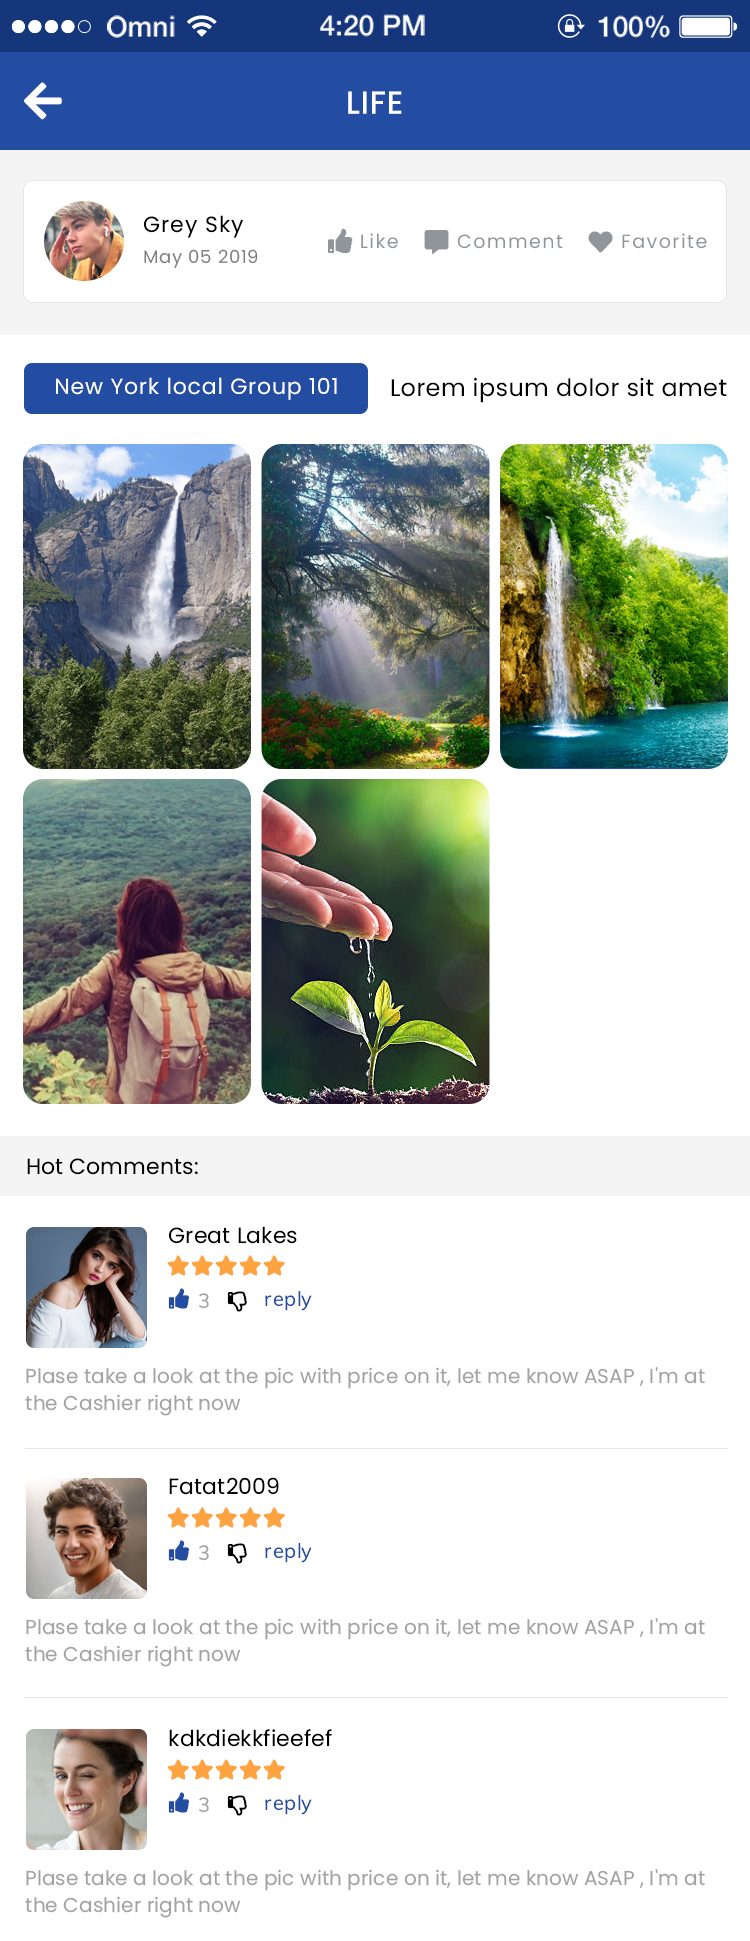 Omni 4:20 PM 100%
LIFE
Grey Sky
May 05 2019
Like Comment Favorite
New York local Group 101 Lorem ipsum dolor sit amet
Hot Comments:
Great Lakes
3 reply
Plase take a look at the pic with price on it, let me know ASAP , I'm at
the Cashier right now
Fatat2009
3 reply
Plase take a look at the pic with price on it, let me know ASAP , I'm at
the Cashier right now
kdkdiekkfieefef
3 reply
Plase take a look at the pic with price on it, let me know ASAP , I'm at
the Cashier right now